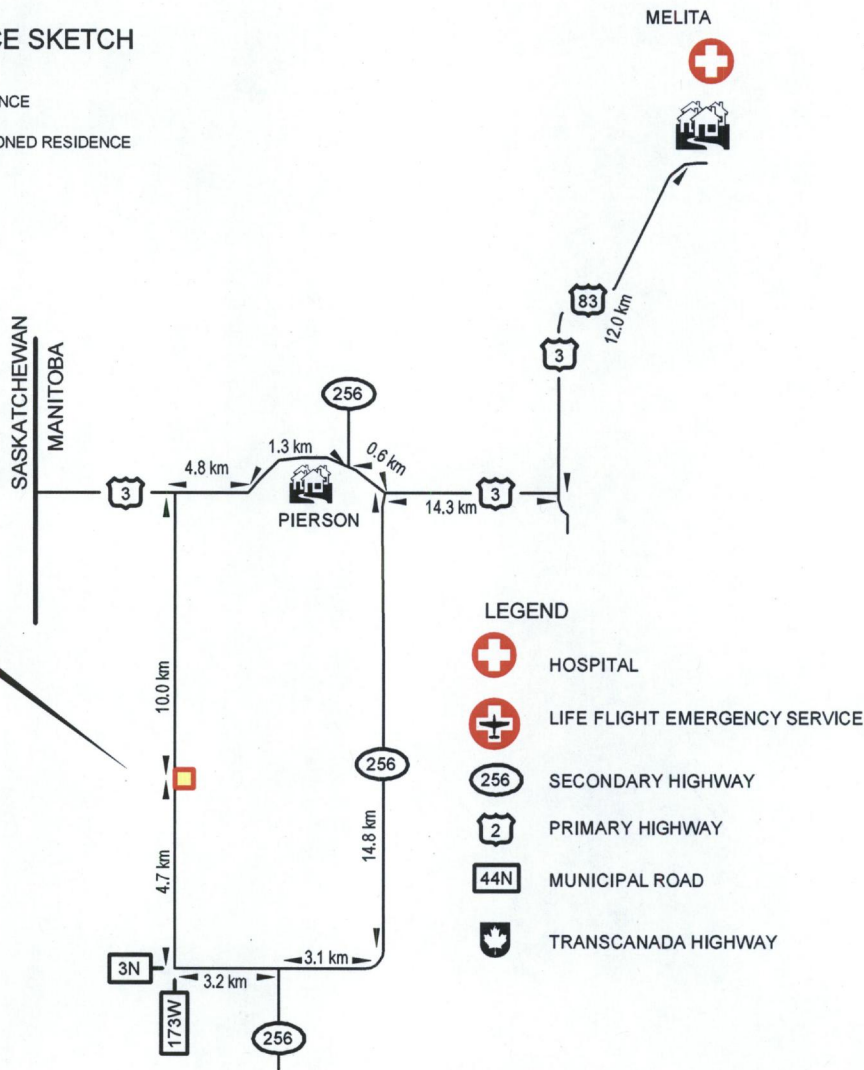 CE SKETCH
NCE
ONED RESIDENCE
MELITA
83
12.0 km
3
SASKATCHEWAN
MANITOBA
256
1.3 km
0.6 km
4.8 km
3
PIERSON
3
14.3 km
10.0 km
256
14.8 km
4.7 km
3N
3.2 km
3.1 km
173W
256
LEGEND
HOSPITAL
LIFE FLIGHT EMERGENCY SERVICE
256 SECONDARY HIGHWAY
2 PRIMARY HIGHWAY
44N MUNICIPAL ROAD
TRANSCANADA HIGHWAY